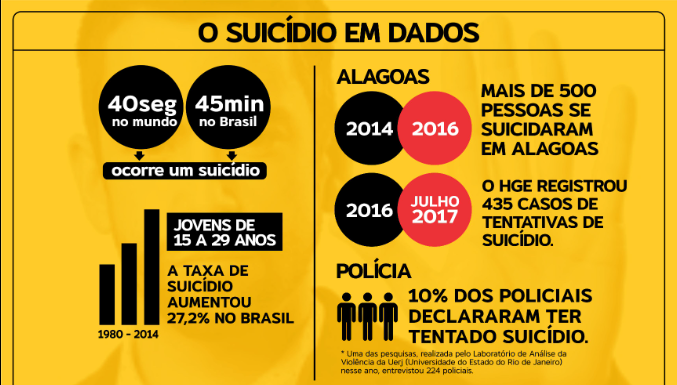 O SUICÍDIO EM DADOS
40seg
no mundo
45min
no Brasil
ocorre um suicídio
JOVENS DE
15 A 29 ANOS
A TAXA DE
SUICÍDIO
AUMENTOU
27,2% NO BRASIL
1980 - 2014
ALAGOAS
2014
2016
MAIS DE 500
PESSOAS SE
SUICIDARAM
EM ALAGOAS
2016
JULHO
2017
O HGE REGISTROU
435 CASOS DE
TENTATIVAS DE
SUICÍDIO.
POLÍCIA
10% DOS POLICIAIS
DECLARARAM TER
TENTADO SUICÍDIO.
* Uma das pesquisas, realizada pelo Laboratório de Análise da
Violência da Uerj (Universidade do Estado do Rio de Janeiro)
nesse ano, entrevistou 224 policiais.